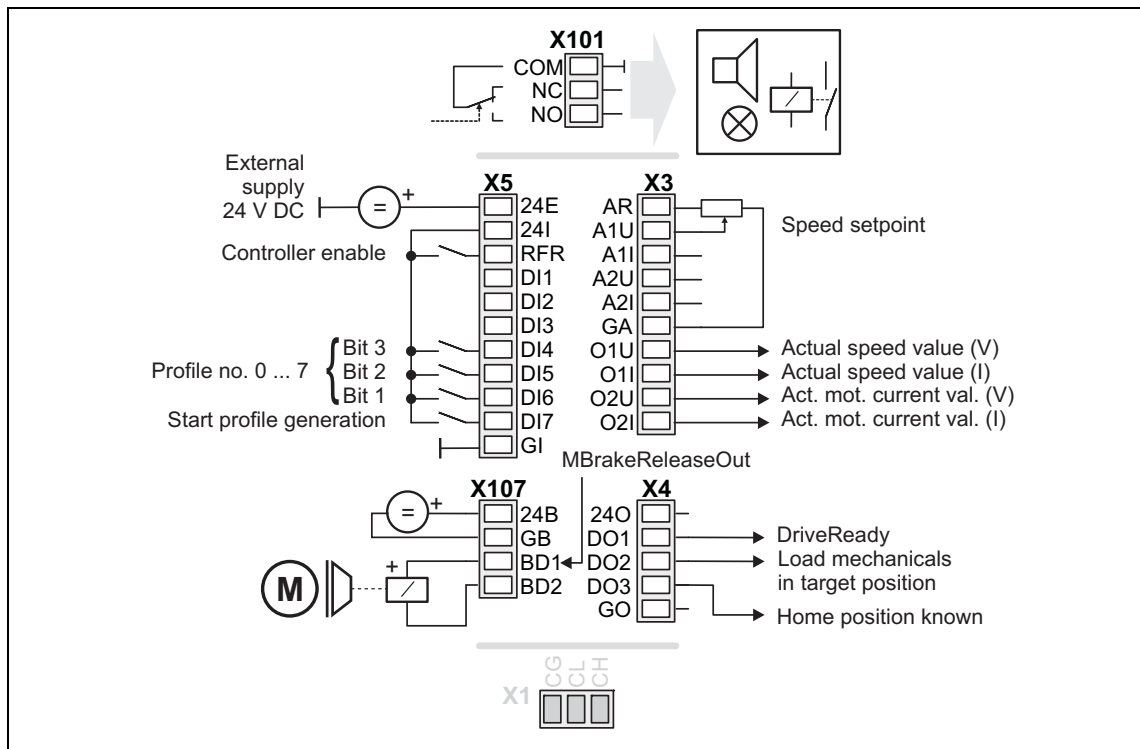 X101
COM
NC
NO
External
supply
24 V DC
+
=
X5
24E
24I
RFR
DI1
DI2
DI3
DI4
DI5
DI6
DI7
GI
Controller enable
Profile no. 0 ... 7
{
Bit 3
Bit 2
Bit 1
Start profile generation
X3
AR
A1U
A1I
A2U
A2I
GA
O1U
O1I
O2U
O2I
Speed setpoint
Actual speed value (V)
Actual speed value (I)
Act. mot. current val. (V)
Act. mot. current val. (I)
MBrakeReleaseOut
X107
=
+
24B
GB
BD1
BD2
M
+
X4
24O
DO1
DO2
DO3
GO
DriveReady
Load mechanicals
in target position
Home position known
X1
CG
CL
CH